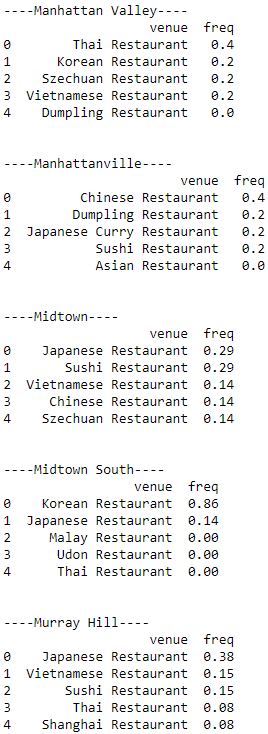 ----Manhattan Valley----
                   venue  freq
0        Thai Restaurant   0.4
1      Korean Restaurant   0.2
2    Szechuan Restaurant   0.2
3  Vietnamese Restaurant   0.2
4    Dumpling Restaurant   0.0
----Manhattanville----
                       venue  freq
0         Chinese Restaurant   0.4
1        Dumpling Restaurant   0.2
2  Japanese Curry Restaurant   0.2
3           Sushi Restaurant   0.2
4           Asian Restaurant   0.0
----Midtown----
                   venue  freq
0    Japanese Restaurant  0.29
1       Sushi Restaurant  0.29
2  Vietnamese Restaurant  0.14
3     Chinese Restaurant  0.14
4    Szechuan Restaurant  0.14
----Midtown South----
                 venue  freq
0    Korean Restaurant  0.86
1  Japanese Restaurant  0.14
2     Malay Restaurant  0.00
3      Udon Restaurant  0.00
4      Thai Restaurant  0.00
----Murray Hill----
                   venue  freq
0    Japanese Restaurant  0.38
1  Vietnamese Restaurant  0.15
2       Sushi Restaurant  0.15
3        Thai Restaurant  0.08
4    Shanghai Restaurant  0.08